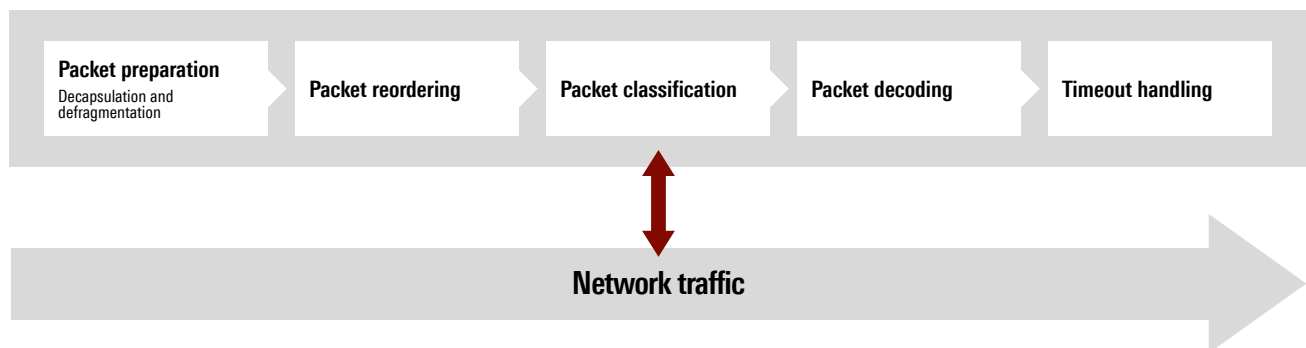 Packet preparation
Decapsulation and
defragmentation
Packet reordering
Packet classification
Packet decoding
Timeout handling
Network traffic